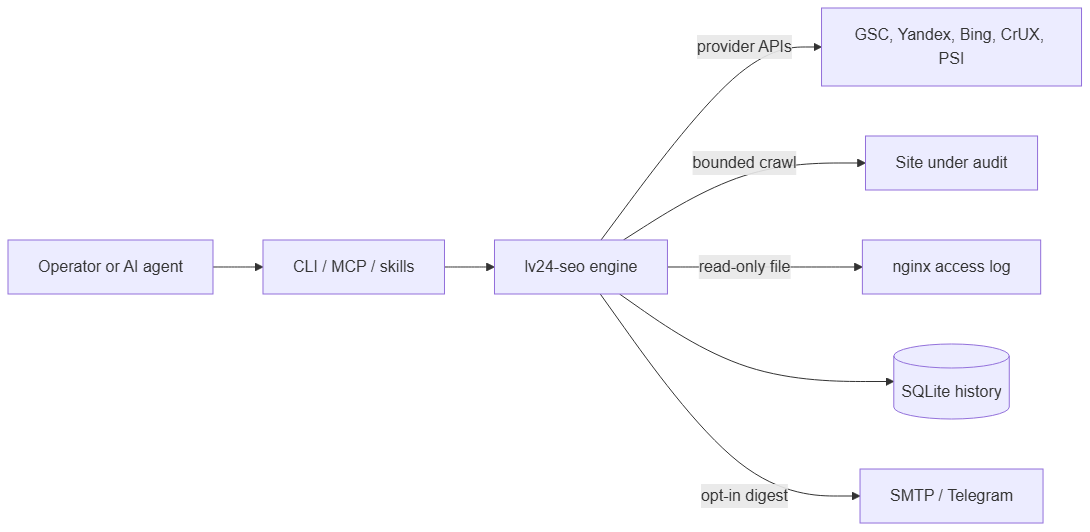 GSC, Yandex, Bing, CrUX,
PSI
provider APIs
bounded crawl
Site under audit
Operator or AI agent
CLI / MCP / skills
lv24-seo engine
read-only file
nginx access log
SQLite history
opt-in digest
SMTP / Telegram